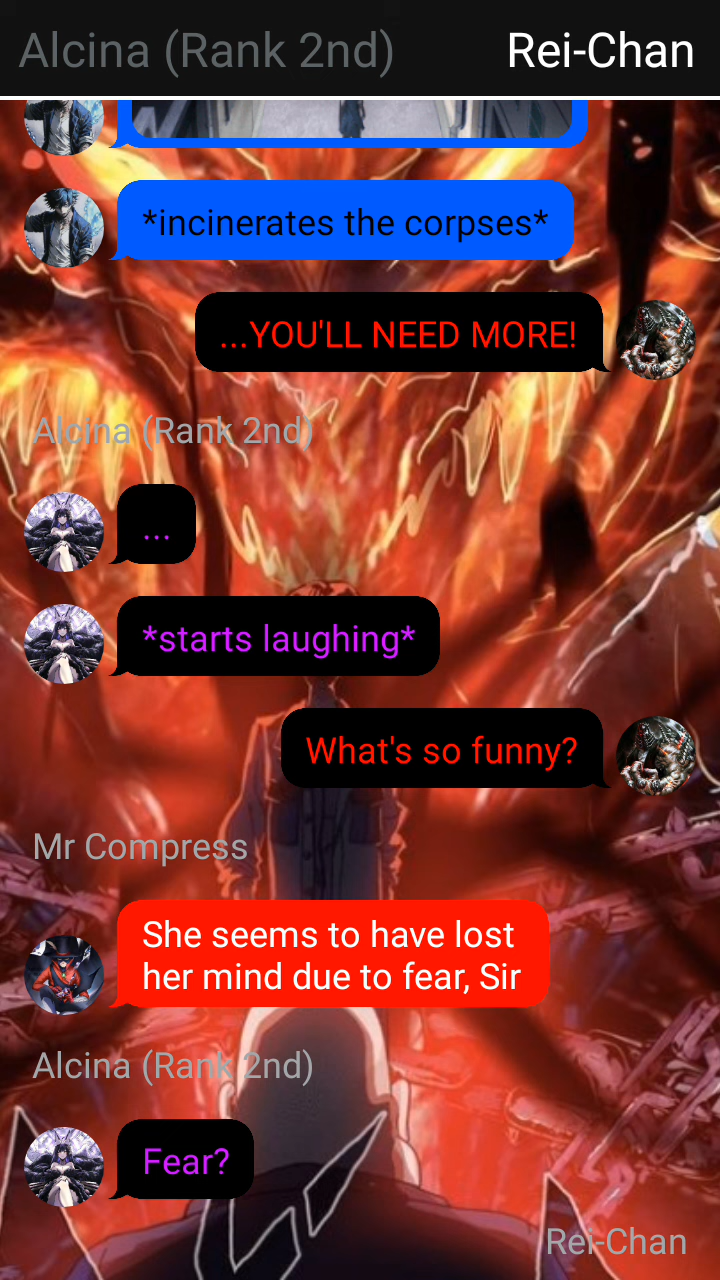 Alcina (Rank 2nd) Rei-Chan
*incinerates the corpses*
...YOU'LL NEED MORE!
Alcina (Rank 2nd)
...
*starts laughing*
What's so funny?
Mr Compress
She seems to have lost
her mind due to fear, Sir
Alcina (Rank 2nd)
Fear?
Rei-Chan